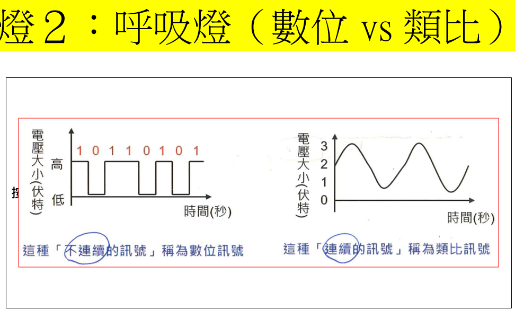 燈２：呼吸燈（數位 vs 類比）
電壓大小(伏特)
高
低
1 0 1 1 0 1 0 1
時間(秒)
這種「不連續的訊號」稱為數位訊號
電壓大小(伏特)
3
2
1
0
時間(秒)
這種「連續的訊號」稱為類比訊號